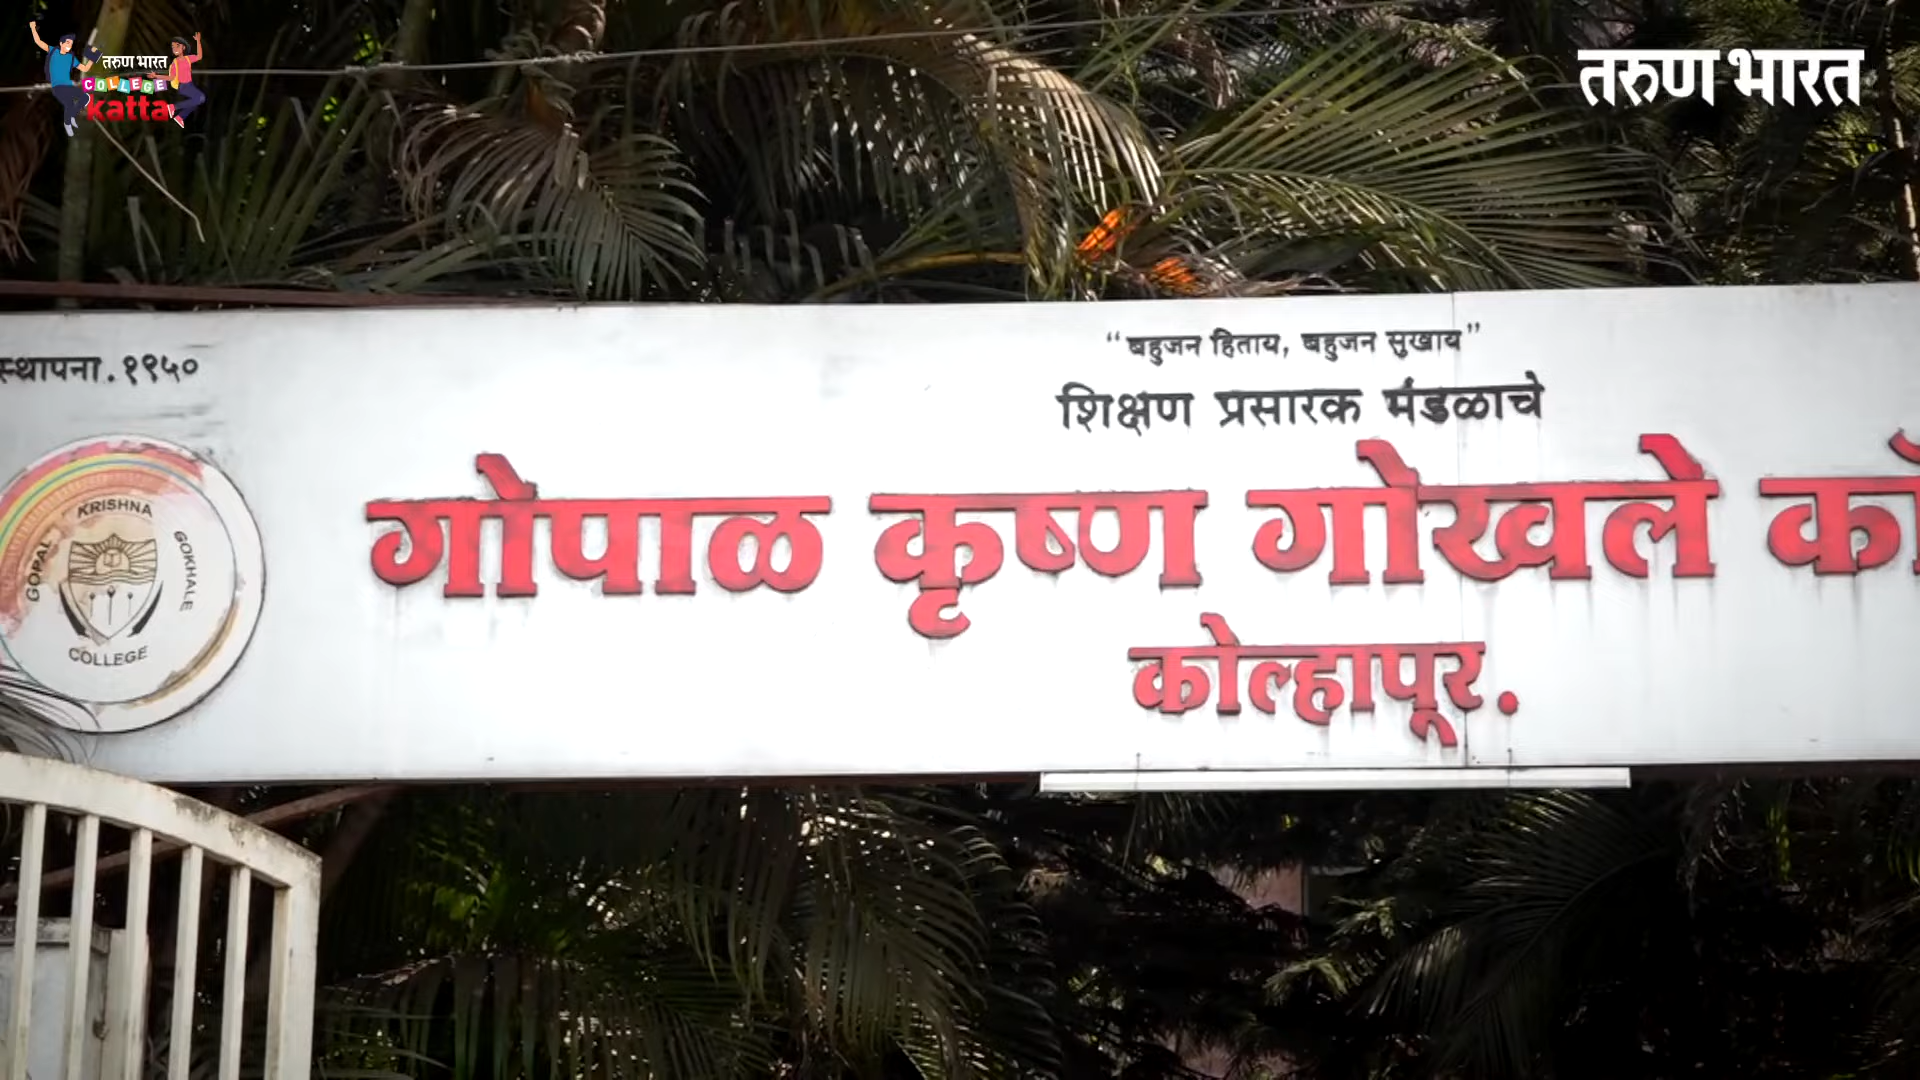 तरुण भारत
COLLEGE
katta
तरुण भारत
स्थापना. १९५०
“बहुजन हिताय, बहुजन सुखाय”
शिक्षण प्रसारक मंडळाचे
गोपाळ कृष्ण गोखले कॉ
कोल्हापूर.
GOPAL KRISHNA GOKHALE
COLLEGE